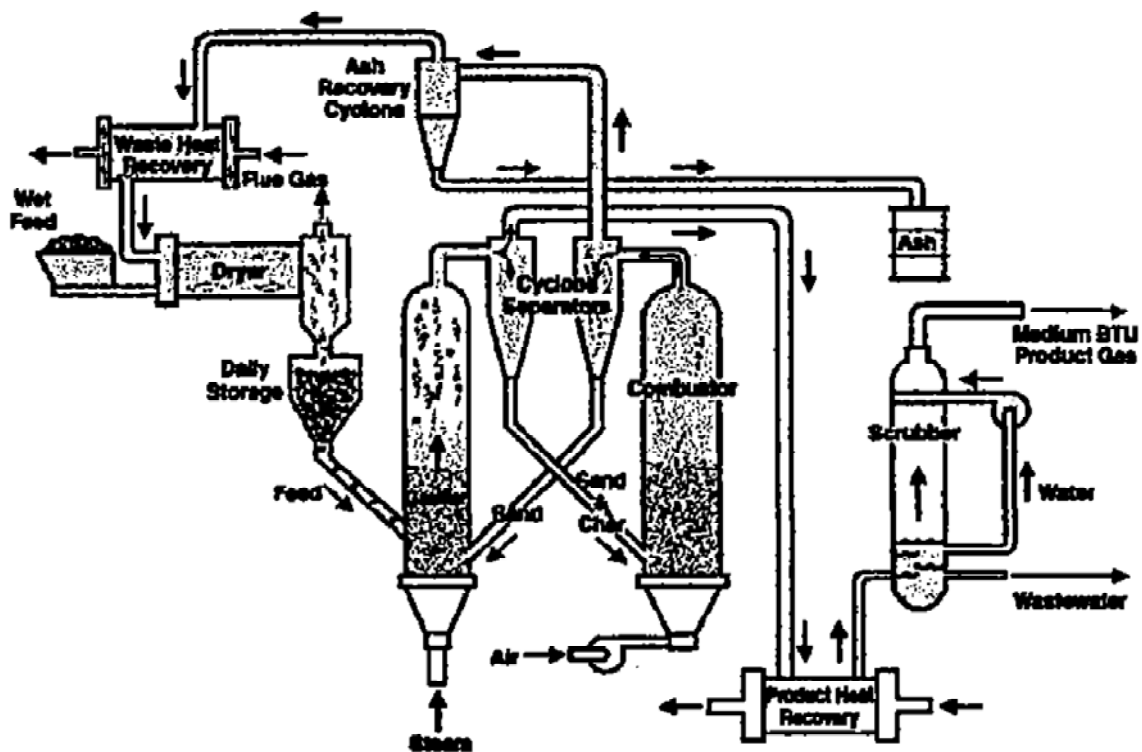 Ash
Recovery
Cyclone
Waste Heat
Recovery
Flue Gas
Wet
Feed
Dryer
Ash
Cyclone
Separators
Medium BTU
Product Gas
Daily
Storage
Combustor
Scrubber
Gasifier
Feed
Sand
Sand
&
Char
Water
Wastewater
Air
Product Heat
Recovery
Steam